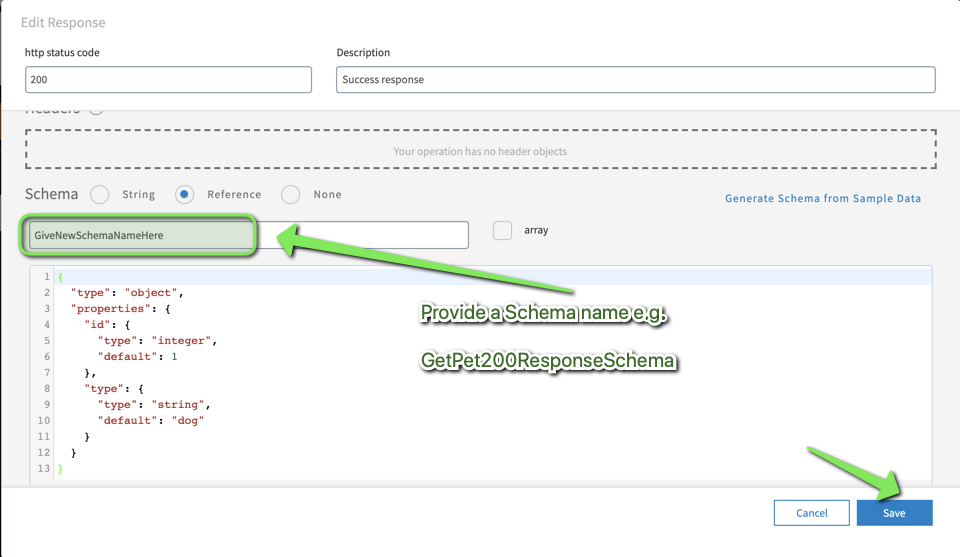 Edit Response
http status code
Description
200
Success response
Headers
Your operation has no header objects
Schema String Reference None
Generate Schema from Sample Data
GiveNewSchemaNameHere
array
1 {
2 "type": "object",
3 "properties": {
4 "id": {
5 "type": "integer",
6 "default": 1
7 },
8 "type": {
9 "type": "string",
10 "default": "dog"
11 }
12 }
13 }
Provide a Schema name e.g.
GetPet200ResponseSchema
Cancel
Save